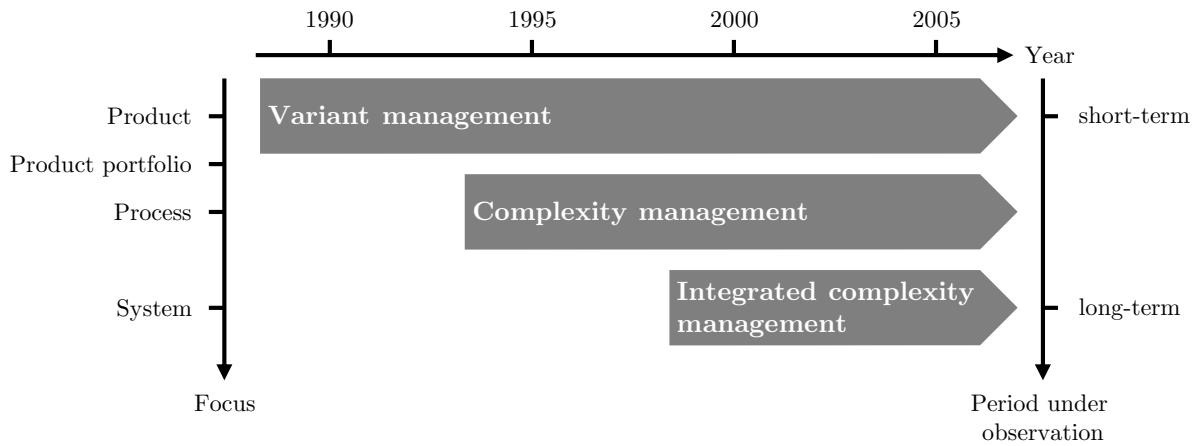 1990 1995 2000 2005
Year
Product
Variant management
short-term
Product portfolio
Process
Complexity management
System
Integrated complexity
management
long-term
Focus
Period under
observation